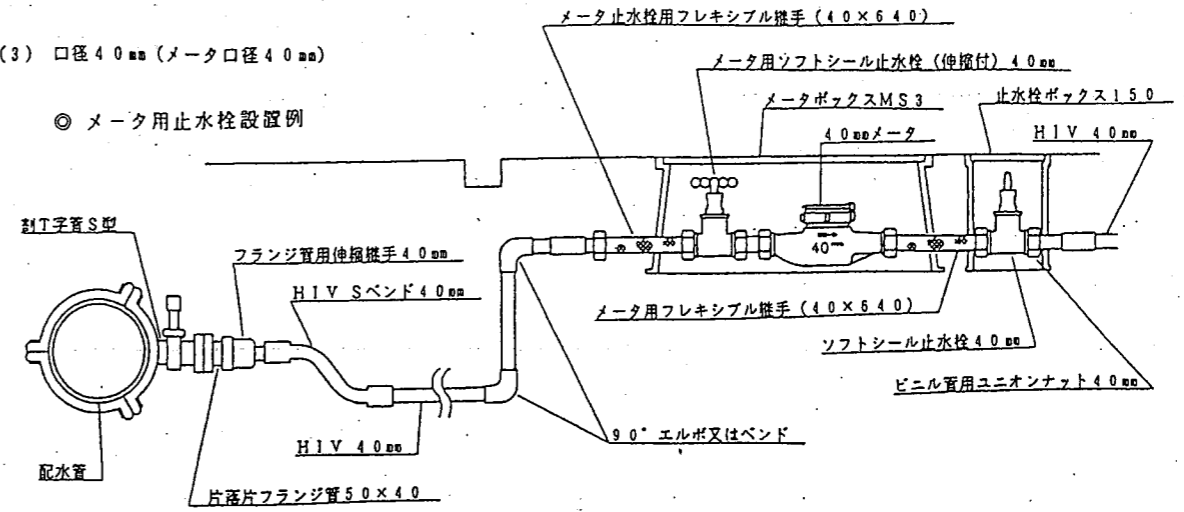 (3) 口径40mm(メータ口径40mm)
◎ メータ用止水栓設置例
メータ止水栓用フレキシブル継手(40×640)
メータ用ソフトシール止水栓(伸縮付)40mm
メータボックスMS3
止水栓ボックス150
40mmメータ
HIV 40mm
割T字管S型
フランジ管用伸縮継手40mm
HIV Sベンド40mm
40mm
メータ用フレキシブル継手(40×640)
ソフトシール止水栓40mm
ビニル管用ユニオンナット40mm
90°エルボ又はベンド
HIV 40mm
配水管
片落片フランジ管50×40